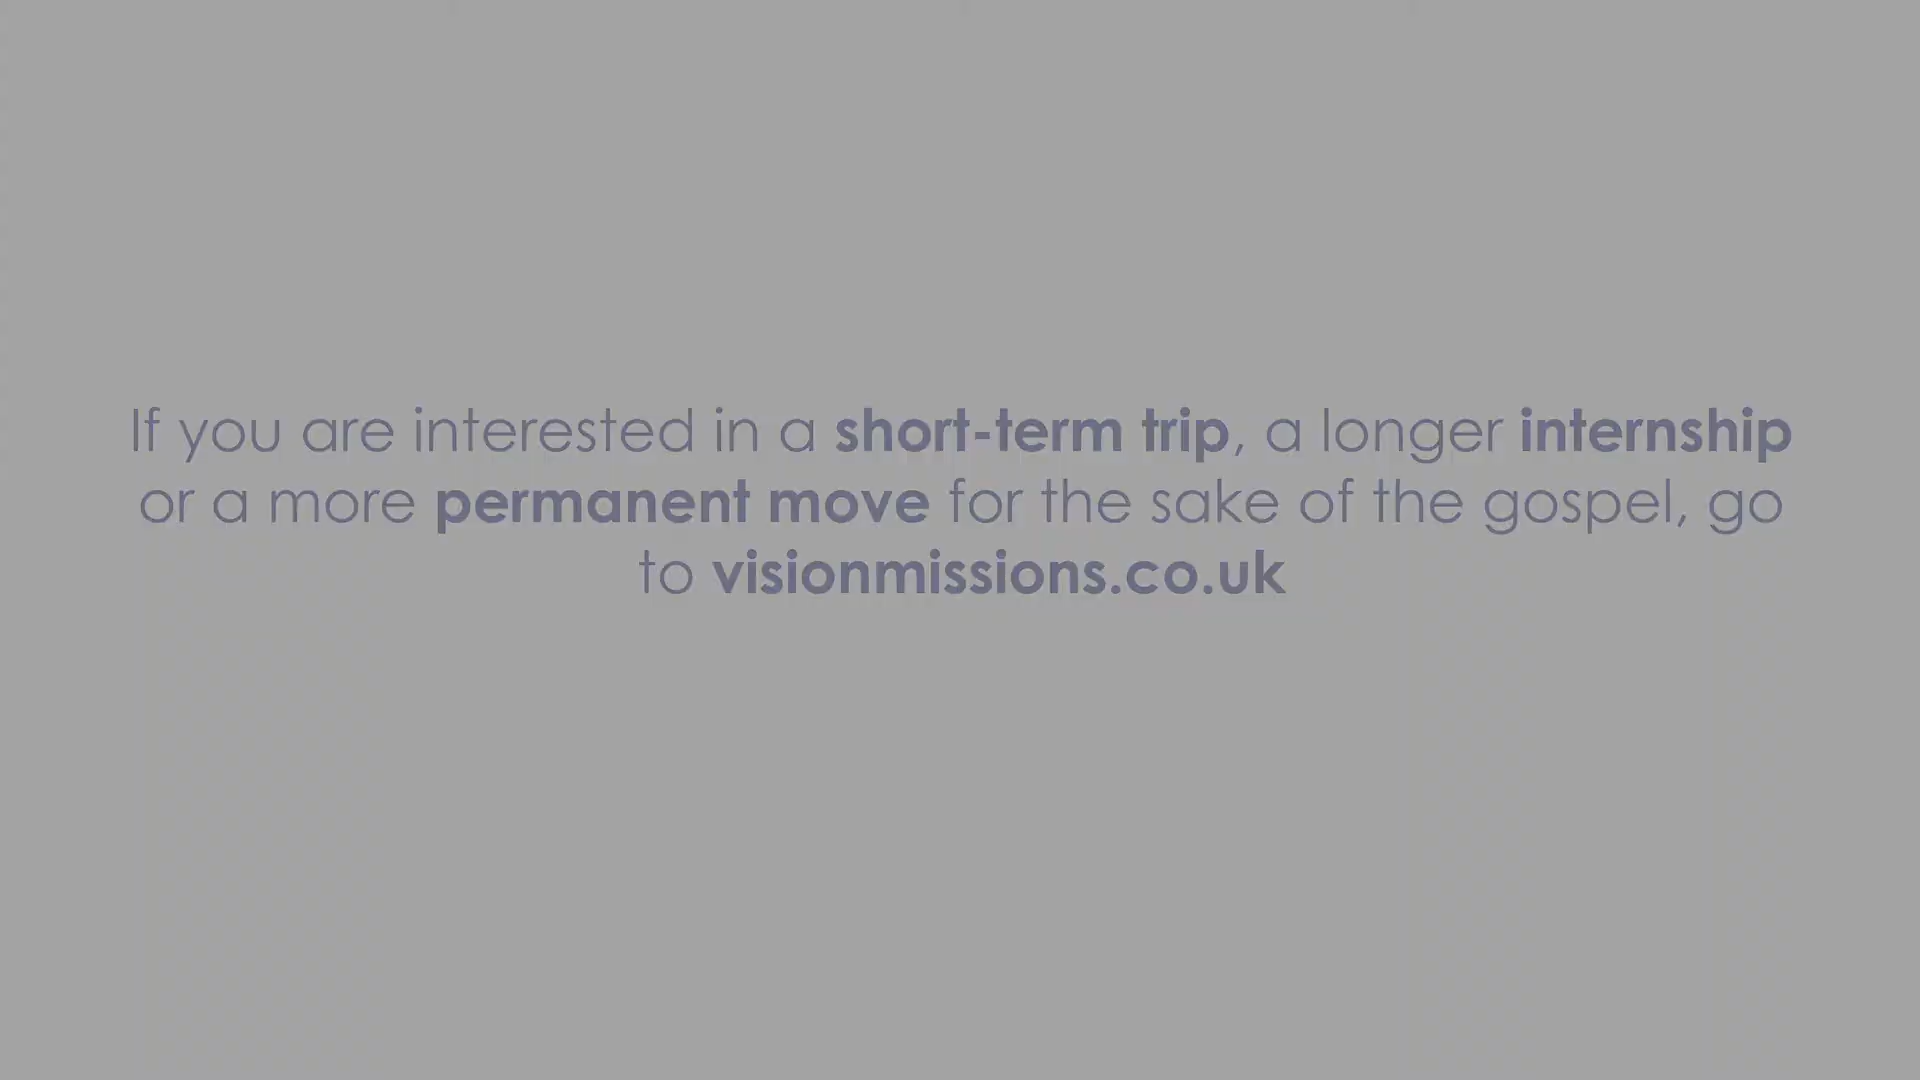 If you are interested in a short-term trip, a longer internship
or a more permanent move for the sake of the gospel, go
to visionmissions.co.uk